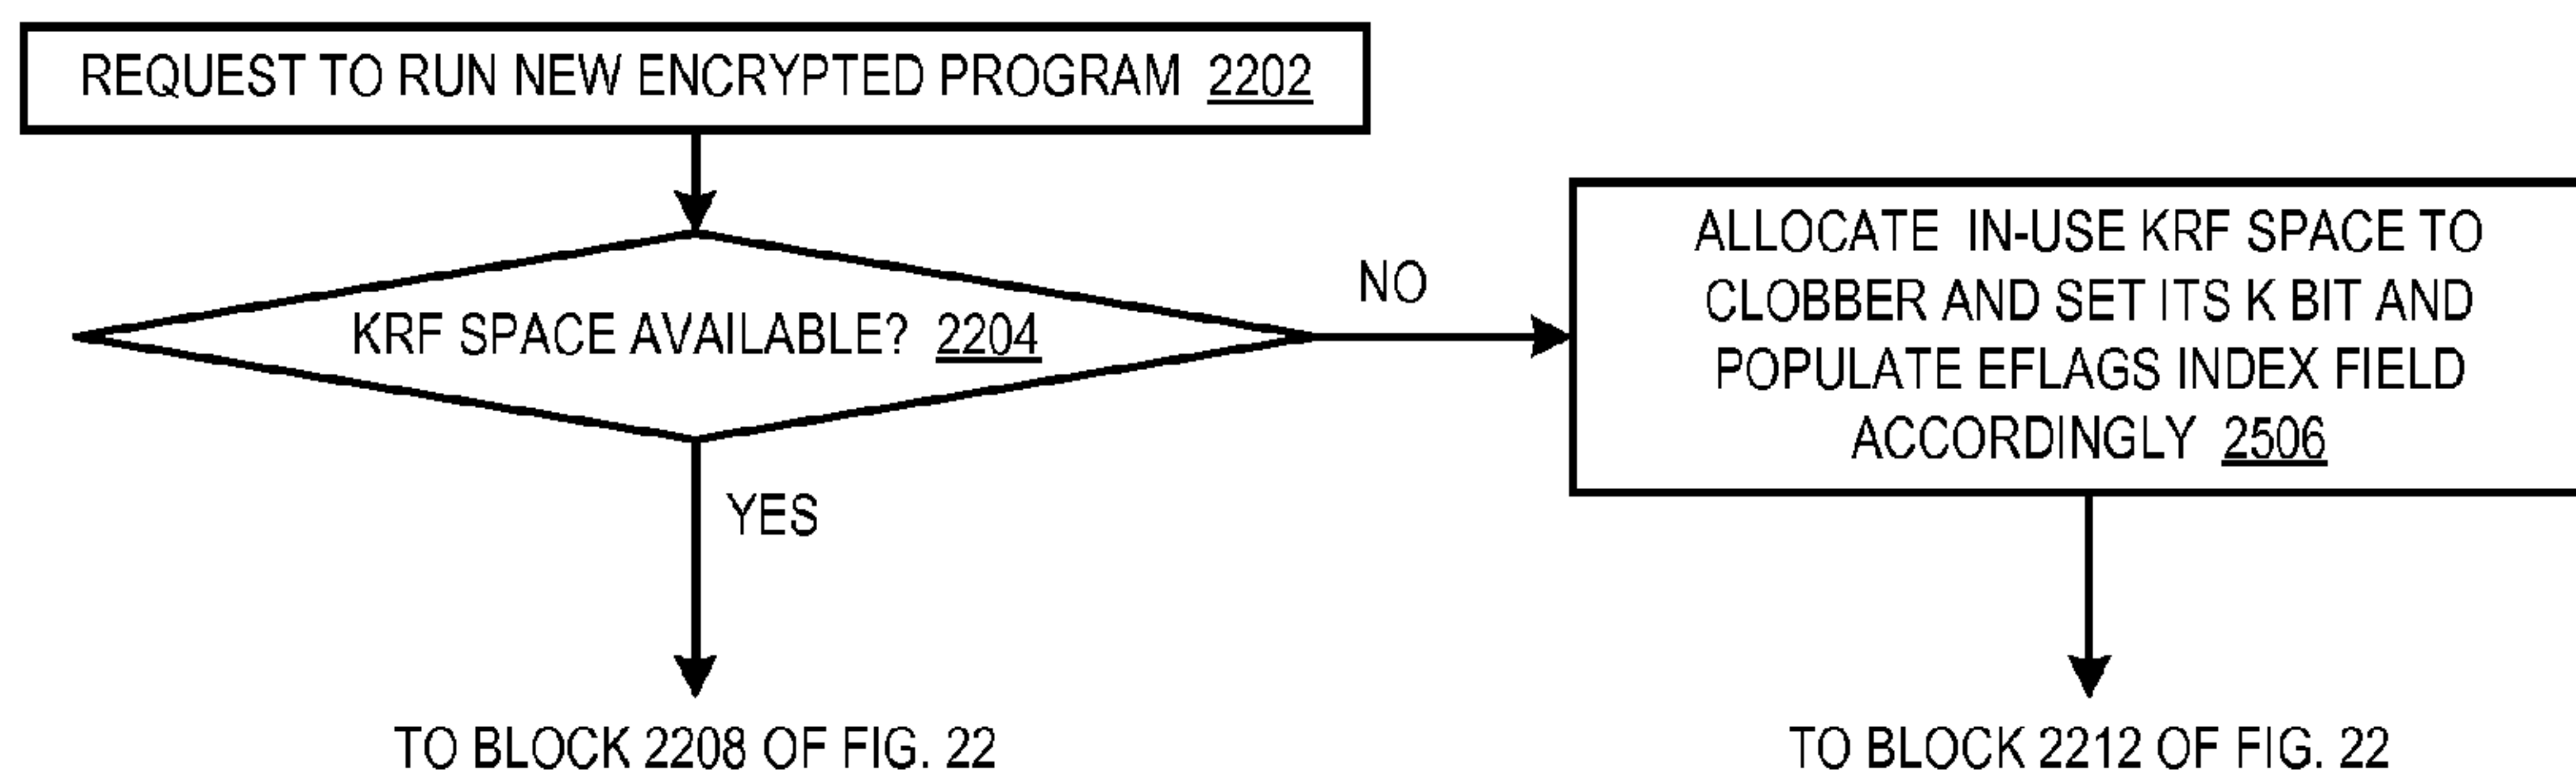 REQUEST TO RUN NEW ENCRYPTED PROGRAM 2202
KRF SPACE AVAILABLE? 2204
NO
ALLOCATE IN-USE KRF SPACE TO
CLOBBER AND SET ITS K BIT AND
POPULATE EFLAGS INDEX FIELD
ACCORDINGLY 2506
YES
TO BLOCK 2208 OF FIG. 22
TO BLOCK 2212 OF FIG. 22